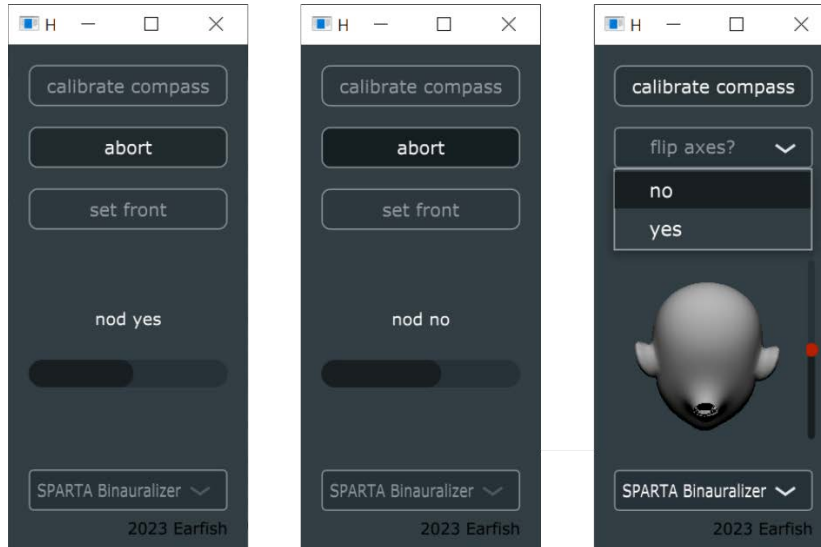 H
calibrate compass
abort
set front
nod yes
SPARTA Binauralizer
2023 Earfish
H
calibrate compass
abort
set front
nod no
SPARTA Binauralizer
2023 Earfish
H
calibrate compass
flip axes?
no
yes
SPARTA Binauralizer
2023 Earfish